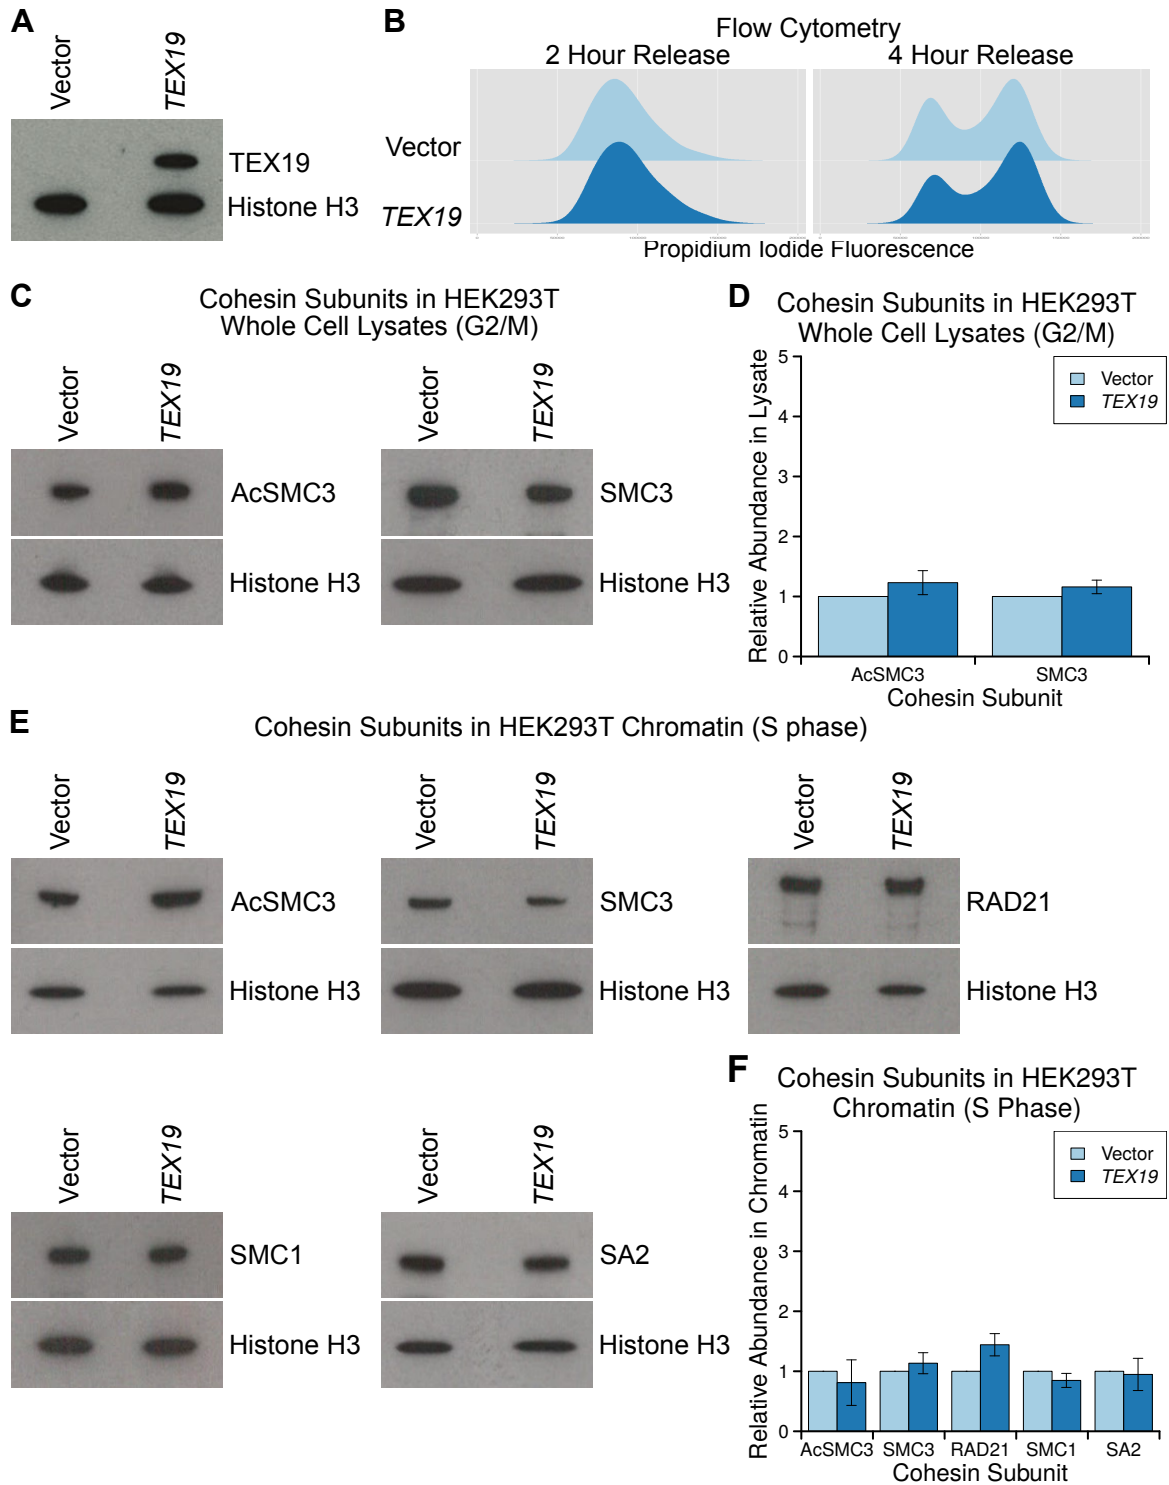 A
Vector
TEX19
TEX19
Histone H3
B
Flow Cytometry
2 Hour Release
4 Hour Release
Vector
TEX19
Propidium Iodide Fluorescence
C
Cohesin Subunits in HEK293T
Whole Cell Lysates (G2/M)
Vector
TEX19
Vector
TEX19
AcSMC3
SMC3
Histone H3
Histone H3
D
Cohesin Subunits in HEK293T
Whole Cell Lysates (G2/M)
Relative Abundance in Lysate
5
4
3
2
1
0
Vector
TEX19
AcSMC3
SMC3
Cohesin Subunit
E
Cohesin Subunits in HEK293T Chromatin (S phase)
Vector
TEX19
Vector
TEX19
Vector
TEX19
AcSMC3
SMC3
RAD21
Histone H3
Histone H3
Histone H3
Vector
TEX19
Vector
TEX19
SMC1
SA2
Histone H3
Histone H3
F
Cohesin Subunits in HEK293T
Chromatin (S Phase)
Relative Abundance in Chromatin
5
4
3
2
1
0
Vector
TEX19
AcSMC3
SMC3
RAD21
SMC1
SA2
Cohesin Subunit